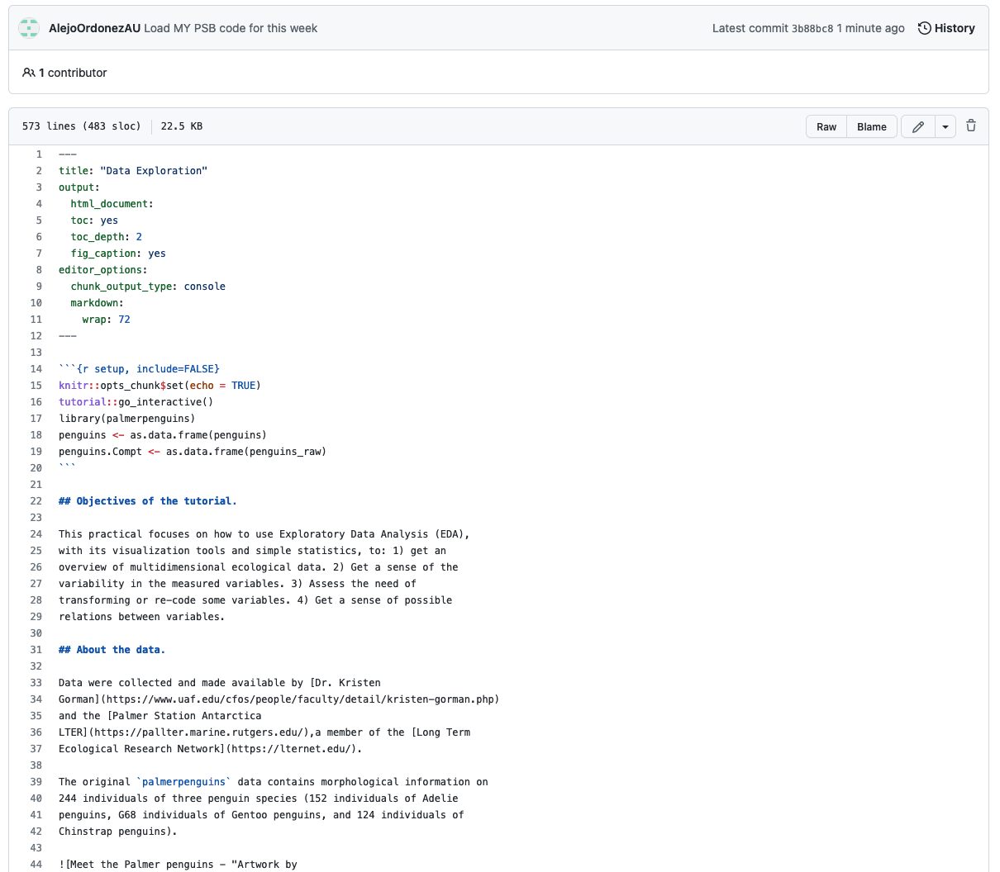 AlejoOrdonezAU Load MY PSB code for this week Latest commit 3b88bc8 1 minute ago History
1 contributor
573 lines (483 sloc) 22.5 KB Raw Blame
1 ---
2 title: "Data Exploration"
3 output:
4   html_document:
5   toc: yes
6   toc_depth: 2
7   fig_caption: yes
8 editor_options:
9   chunk_output_type: console
10   markdown:
11     wrap: 72
12 ---
13
14 ```{r setup, include=FALSE}
15 knitr::opts_chunk$set(echo = TRUE)
16 tutorial::go_interactive()
17 library(palmerpenguins)
18 penguins <- as.data.frame(penguins)
19 penguins.Compt <- as.data.frame(penguins_raw)
20 ```
21
22 ## Objectives of the tutorial.
23
24 This practical focuses on how to use Exploratory Data Analysis (EDA),
25 with its visualization tools and simple statistics, to: 1) get an
26 overview of multidimensional ecological data. 2) Get a sense of the
27 variability in the measured variables. 3) Assess the need of
28 transforming or re-code some variables. 4) Get a sense of possible
29 relations between variables.
30
31 ## About the data.
32
33 Data were collected and made available by [Dr. Kristen
34 Gorman](https://www.uaf.edu/cfos/people/faculty/detail/kristen-gorman.php)
35 and the [Palmer Station Antarctica
36 LTER](https://pallter.marine.rutgers.edu/),a member of the [Long Term
37 Ecological Research Network](https://lternet.edu/).
38
39 The original `palmerpenguins` data contains morphological information on
40 244 individuals of three penguin species (152 individuals of Adelie
41 penguins, G68 individuals of Gentoo penguins, and 124 individuals of
42 Chinstrap penguins).
43
44 ![Meet the Palmer penguins - "Artwork by